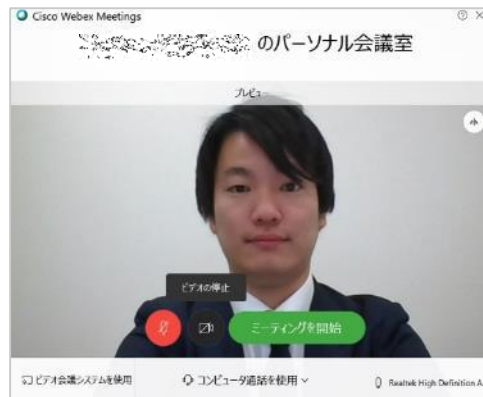 Cisco Webex Meetings
のパーソナル会議室
プレビュー
ビデオの停止
ミーティングを開始
ビデオ会議システムを使用
コンピュータ通話を使用
Realtek High Definition A